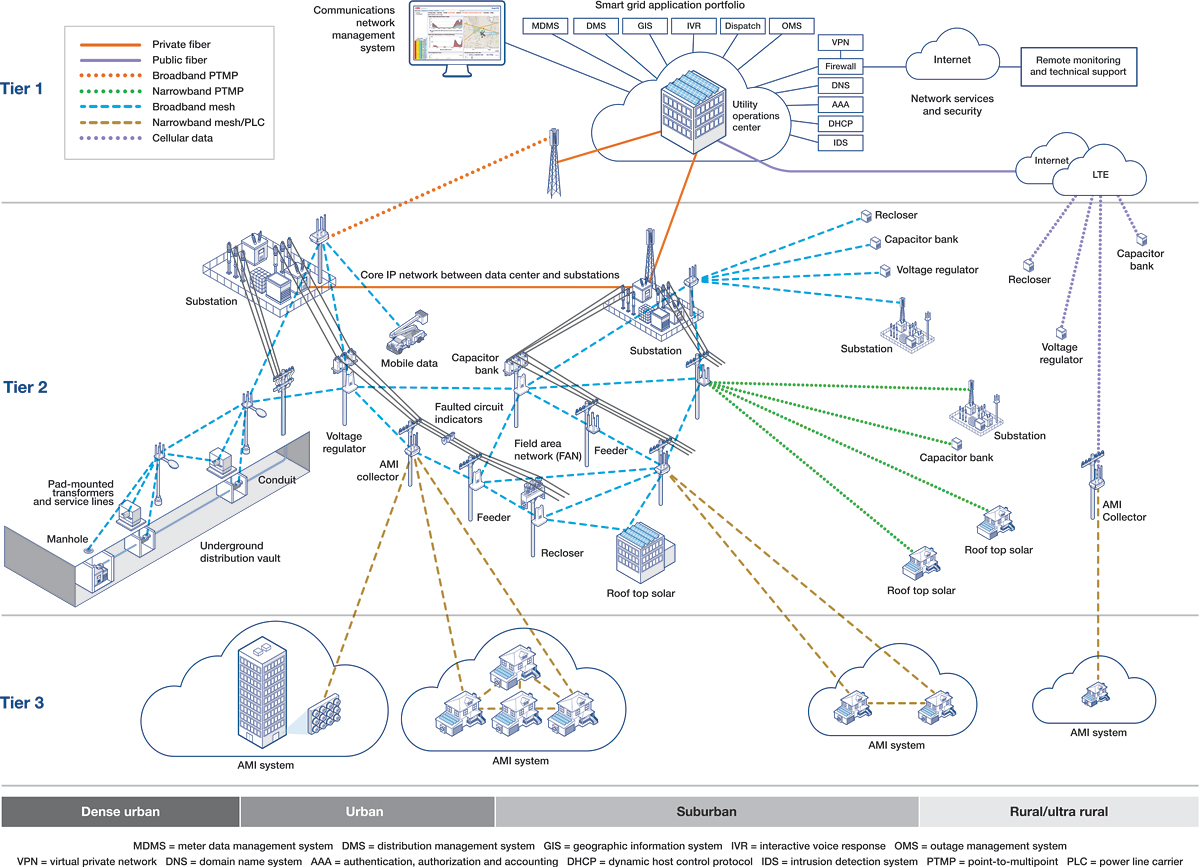 Communications
network
management
system
Smart grid application portfolio
MDMS
DMS
GIS
IVR
Dispatch
OMS
VPN
Firewall
DNS
AAA
DHCP
IDS
Internet
Remote monitoring
and technical support
Network services
and security
Utility
operations
center
Private fiber
Public fiber
Broadband PTMP
Narrowband PTMP
Broadband mesh
Narrowband mesh/PLC
Cellular data
Tier 1
Internet
LTE
Tier 2
Substation
Core IP network between data center and substations
Mobile data
Capacitor
bank
Substation
Recloser
Capacitor bank
Voltage regulator
Substation
Recloser
Capacitor
bank
Voltage
regulator
Voltage
regulator
Faulted circuit
indicators
AMI
collector
Field area
network (FAN)
Feeder
Feeder
Recloser
Roof top solar
Substation
Capacitor bank
Roof top solar
Roof top solar
AMI
Collector
Pad-mounted
transformers
and service lines
Conduit
Manhole
Underground
distribution vault
Tier 3
AMI system
AMI system
AMI system
AMI system
Dense urban
Urban
Suburban
Rural/ultra rural
MDMS = meter data management system DMS = distribution management system GIS = geographic information system IVR = interactive voice response OMS = outage management system
VPN = virtual private network DNS = domain name system AAA = authentication, authorization and accounting DHCP = dynamic host control protocol IDS = intrusion detection system PTMP = point-to-multipoint PLC = power line carrier